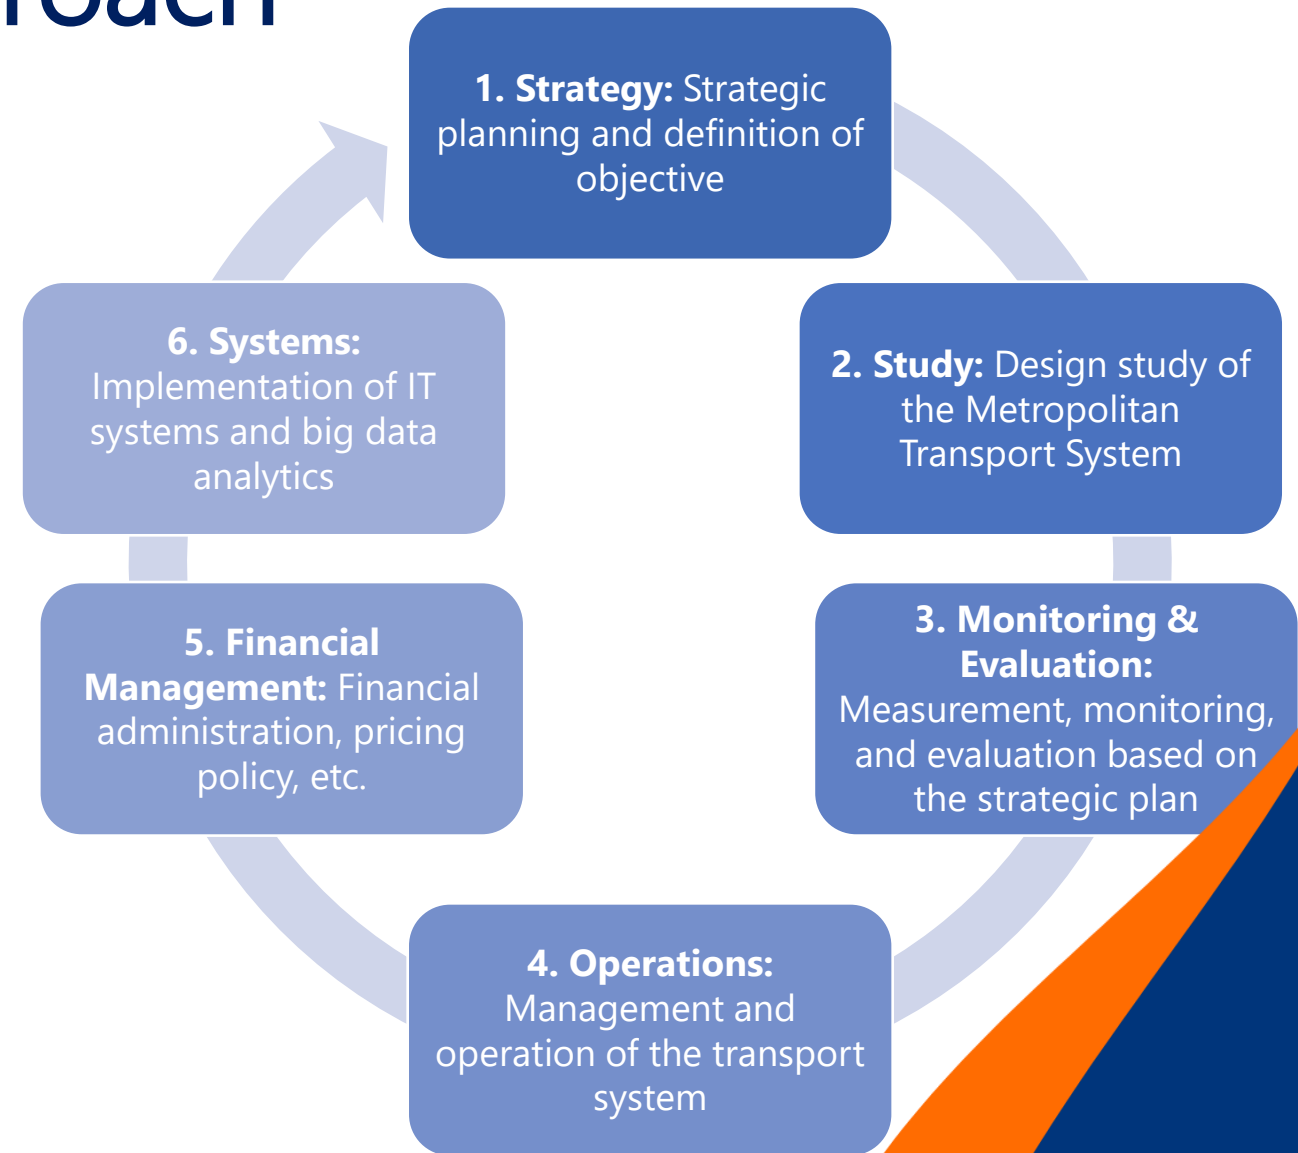 1. Strategy: Strategic
planning and definition of
objective
2. Study: Design study of
the Metropolitan
Transport System
3. Monitoring &
Evaluation:
Measurement, monitoring,
and evaluation based on
the strategic plan
4. Operations:
Management and
operation of the transport
system
5. Financial
Management: Financial
administration, pricing
policy, etc.
6. Systems:
Implementation of IT
systems and big data
analytics